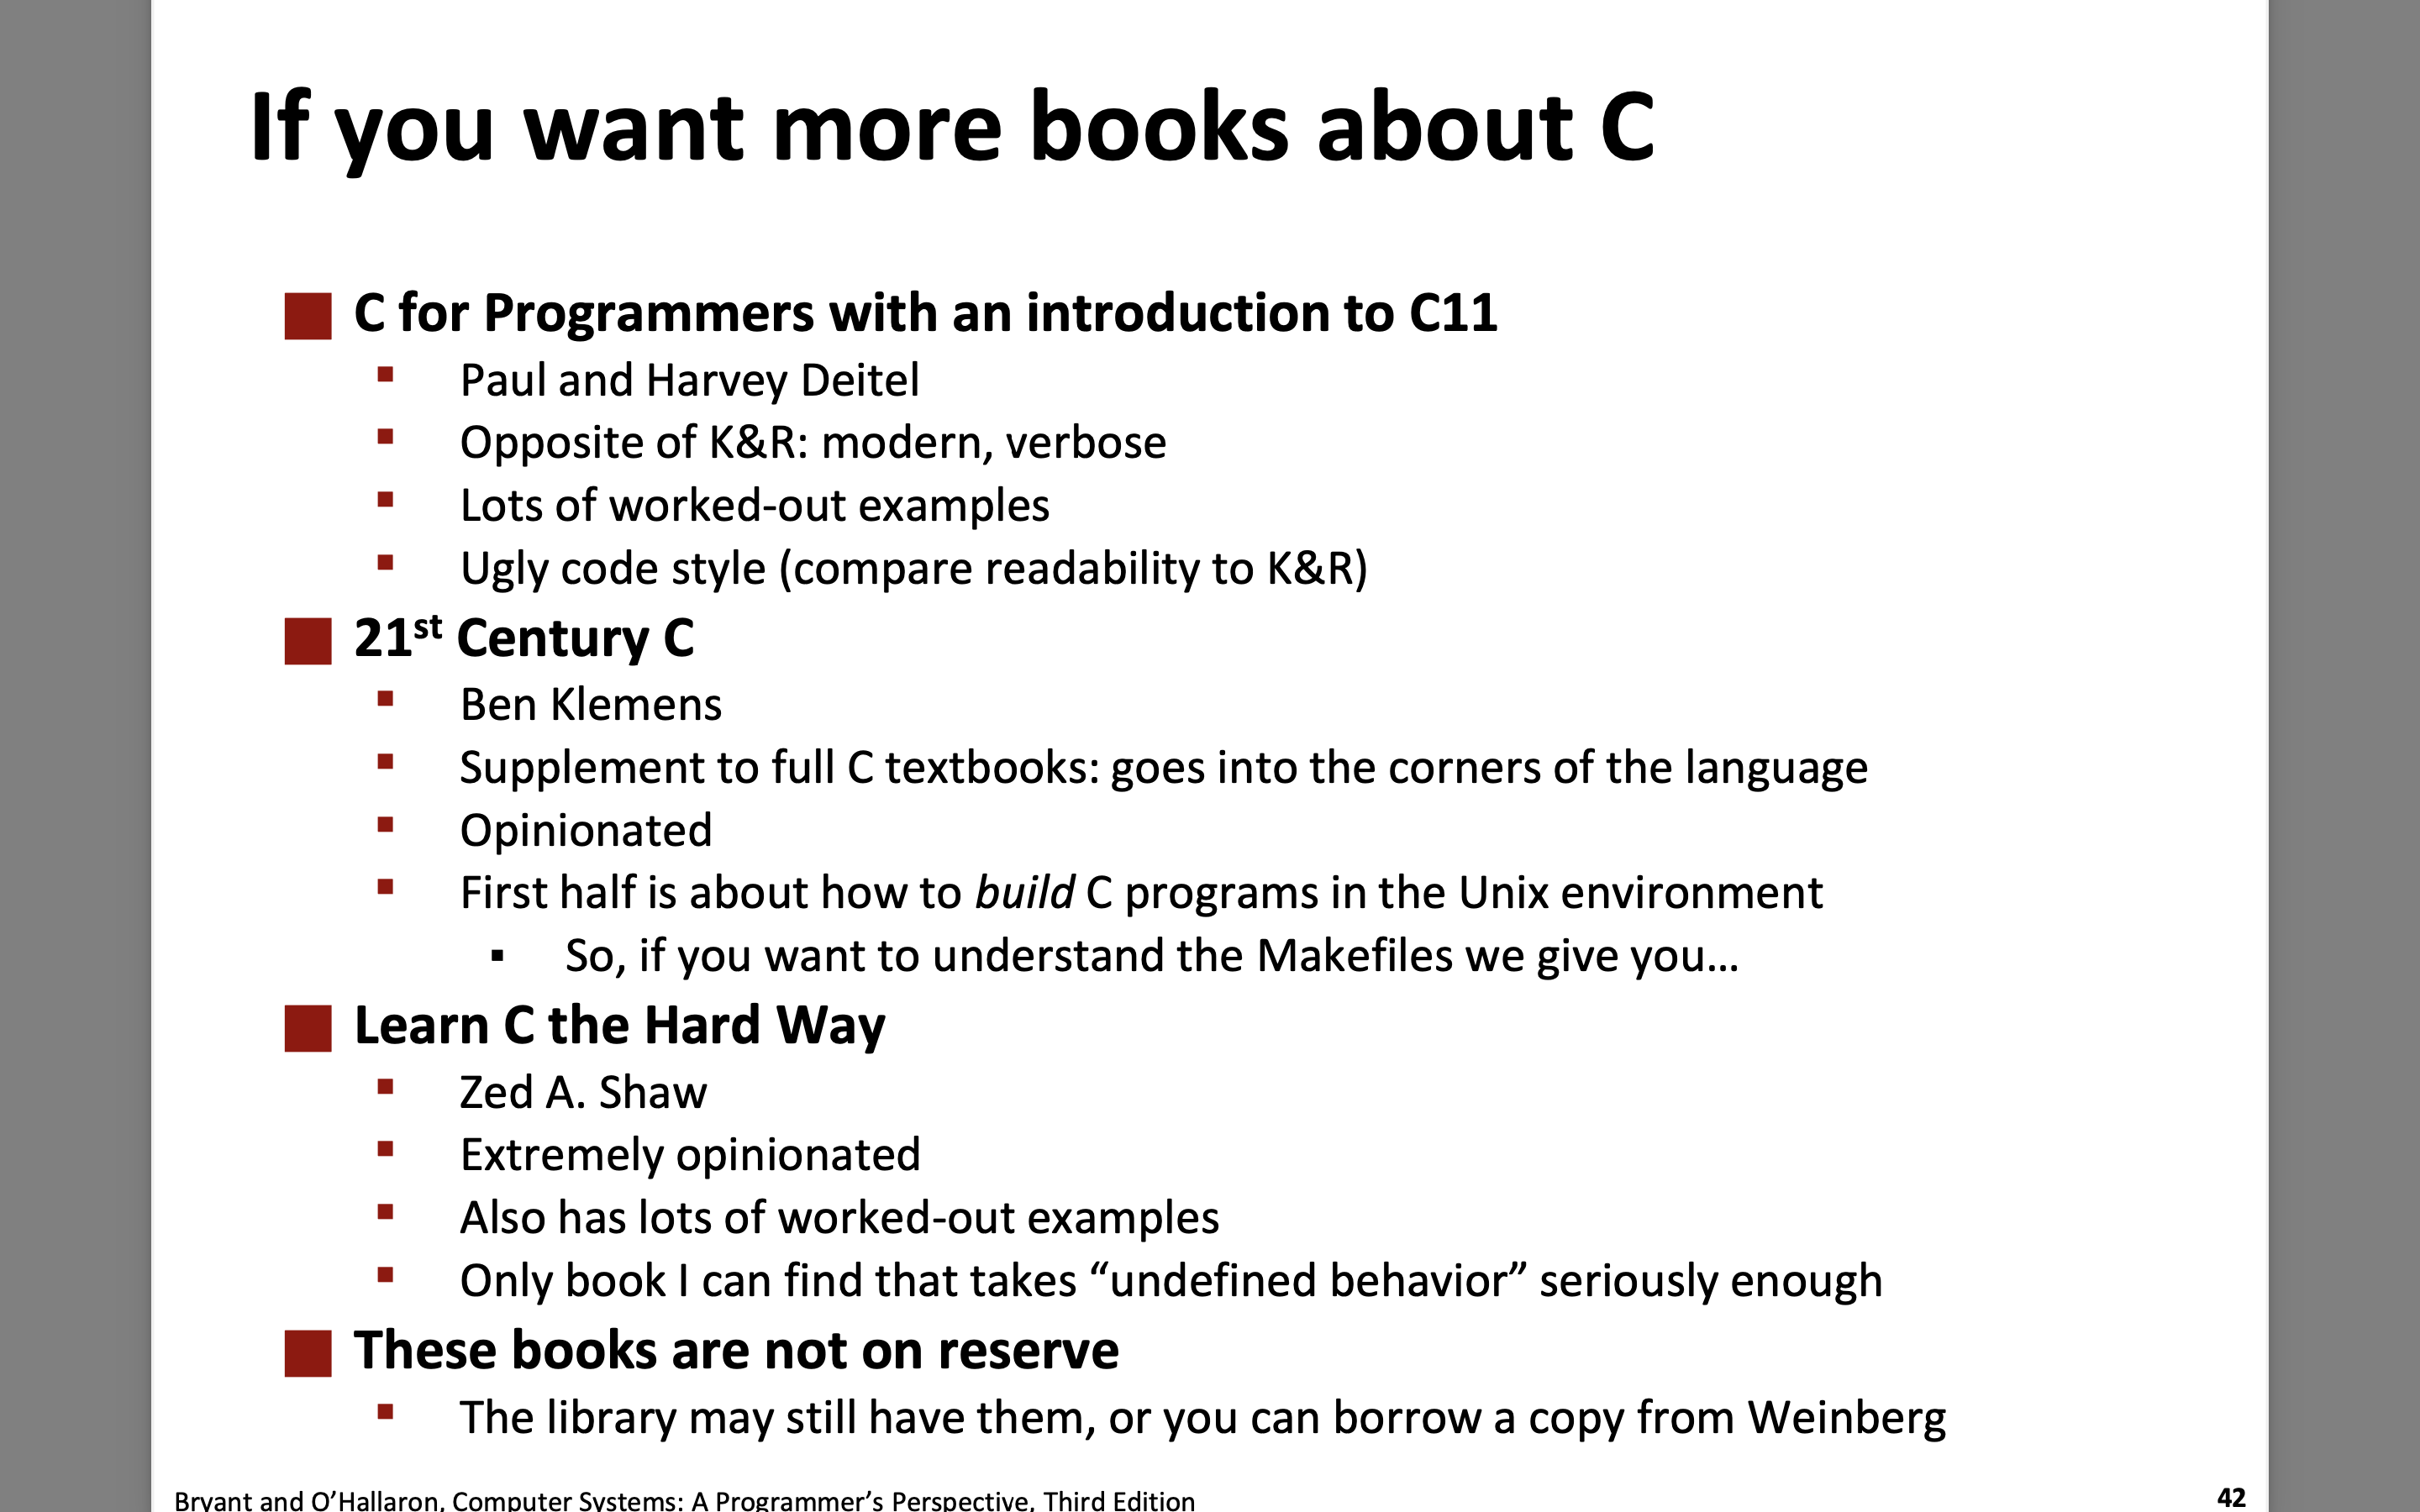 If you want more books about C
C for Programmers with an introduction to C11
Paul and Harvey Deitel
Opposite of K&R: modern, verbose
Lots of worked-out examples
Ugly code style (compare readability to K&R)
21st Century C
Ben Klemens
Supplement to full C textbooks: goes into the corners of the language
Opinionated
First half is about how to build C programs in the Unix environment
So, if you want to understand the Makefiles we give you…
Learn C the Hard Way
Zed A. Shaw
Extremely opinionated
Also has lots of worked-out examples
Only book I can find that takes “undefined behavior” seriously enough
These books are not on reserve
The library may still have them, or you can borrow a copy from Weinberg
Bryant and O’Hallaron, Computer Systems: A Programmer’s Perspective, Third Edition
42